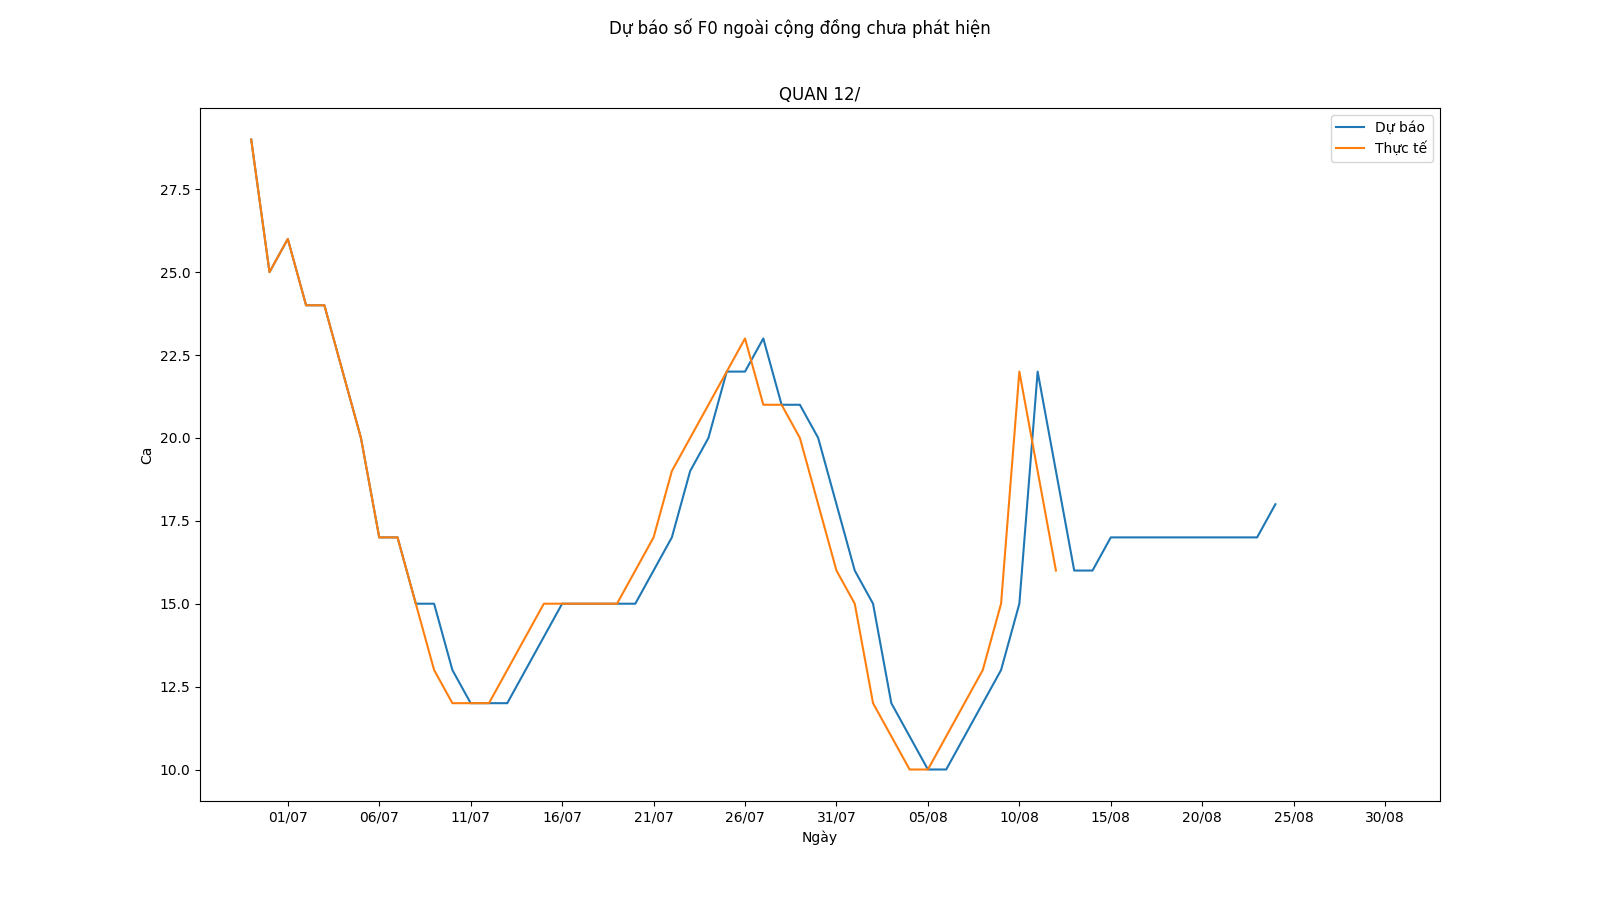 Dự báo số F0 ngoài cộng đồng chưa phát hiện
QUAN 12/
Dự báo
Thực tế
27.5
25.0
22.5
20.0
17.5
15.0
12.5
10.0
Ca
01/07 06/07 11/07 16/07 21/07 26/07 31/07 05/08 10/08 15/08 20/08 25/08 30/08
Ngày